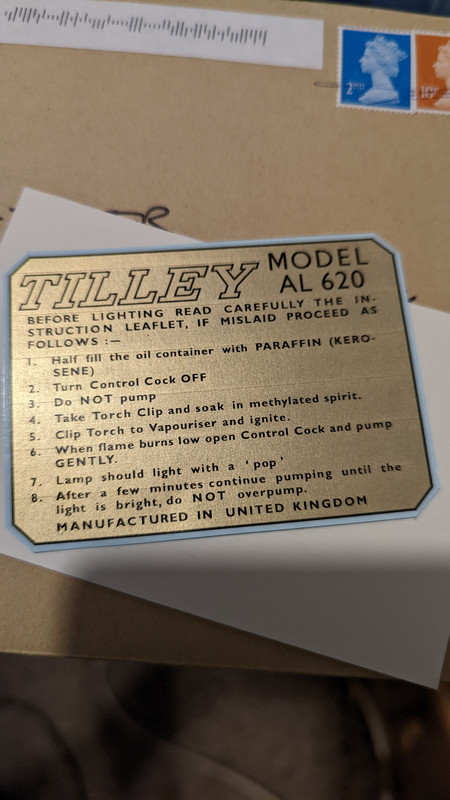 2ND
10P
TILLEY MODEL
AL 620
BEFORE LIGHTING READ CAREFULLY THE IN-
STRUCTION LEAFLET, IF MISLAID PROCEED AS
FOLLOWS :—
1. Half fill the oil container with PARAFFIN (KERO-
SENE)
2. Turn Control Cock OFF
3. Do NOT pump
4. Take Torch Clip and soak in methylated spirit.
5. Clip Torch to Vapouriser and ignite.
6. When flame burns low open Control Cock and pump
GENTLY.
7. Lamp should light with a ' pop '
8. After a few minutes continue pumping until the
light is bright, do NOT overpump.
MANUFACTURED IN UNITED KINGDOM